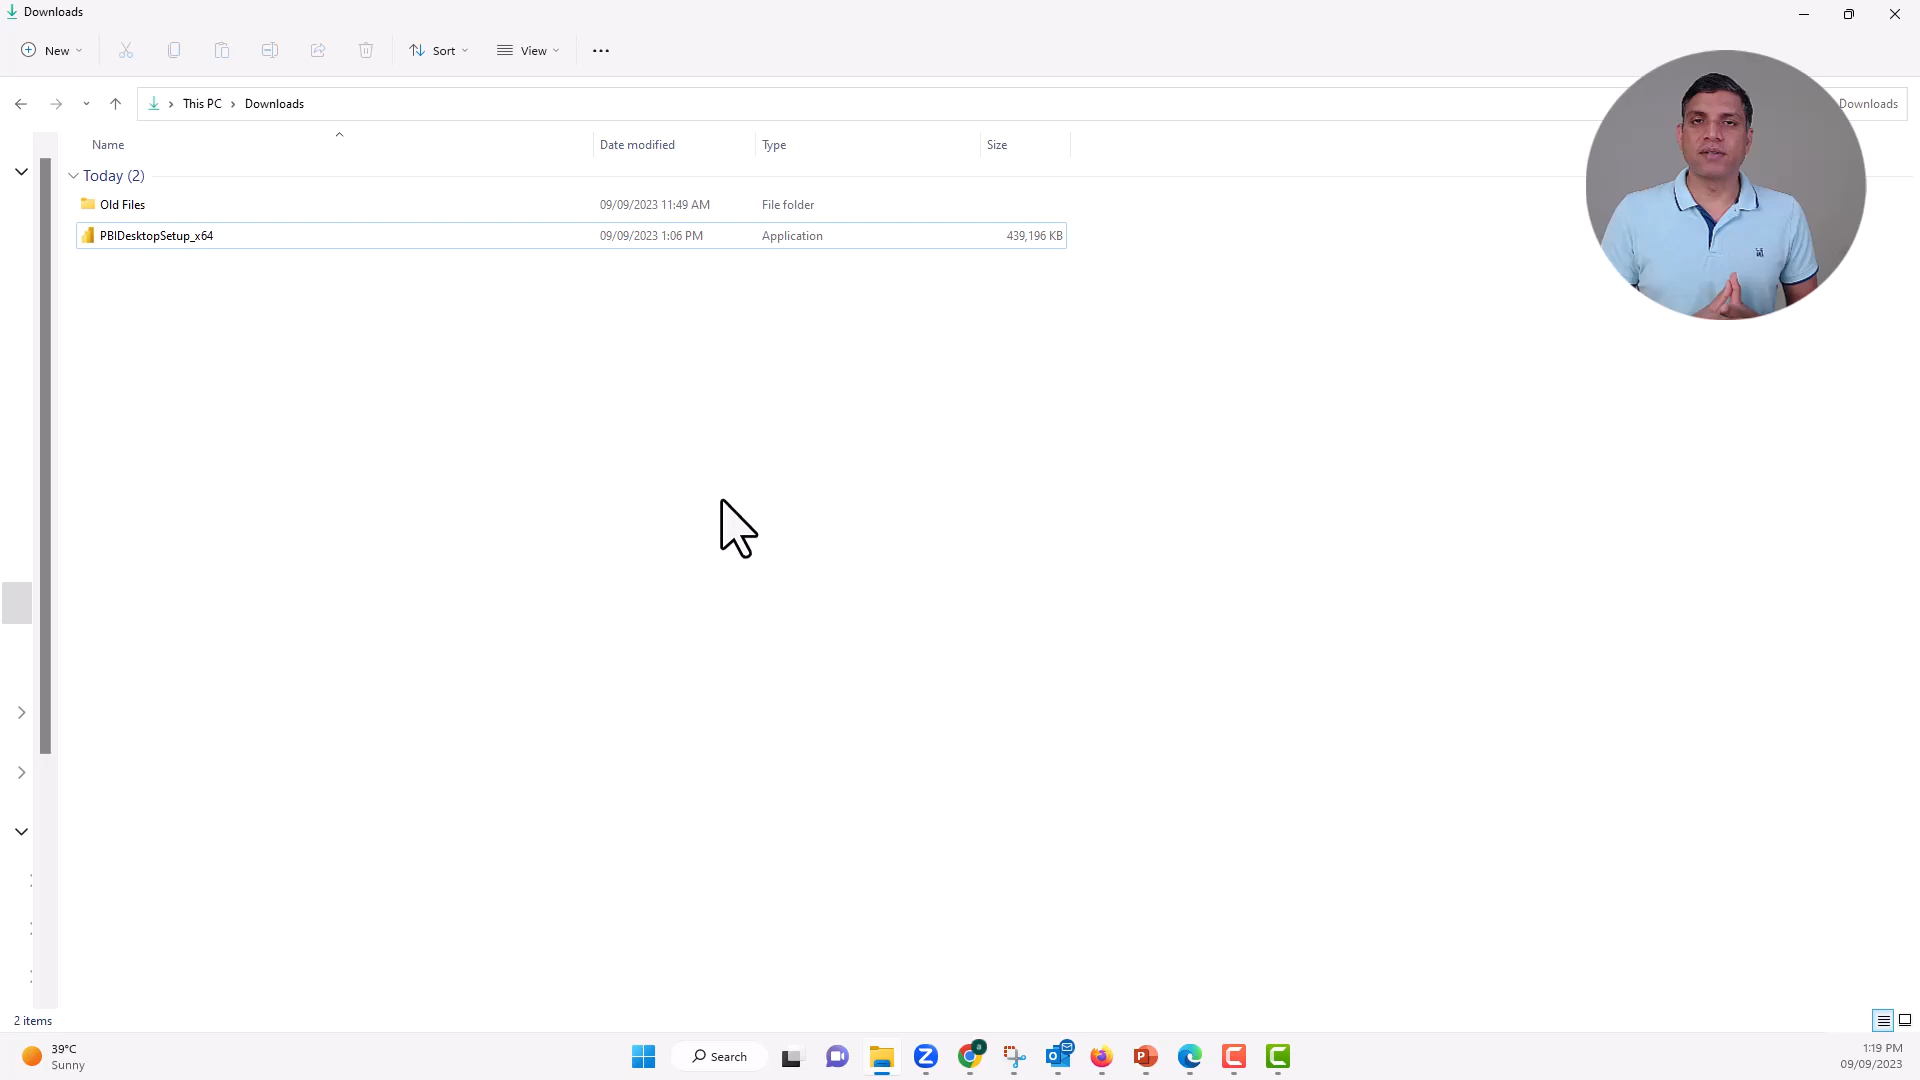 Downloads
New
Sort
View
This PC
Downloads
Downloads
Name
Date modified
Type
Size
Today (2)
Old Files
09/09/2023 11:49 AM
File folder
PBIDesktopSetup_x64
09/09/2023 1:06 PM
Application
439,196 KB
2 items
39°C
Sunny
Search
1:19 PM
09/09/2023